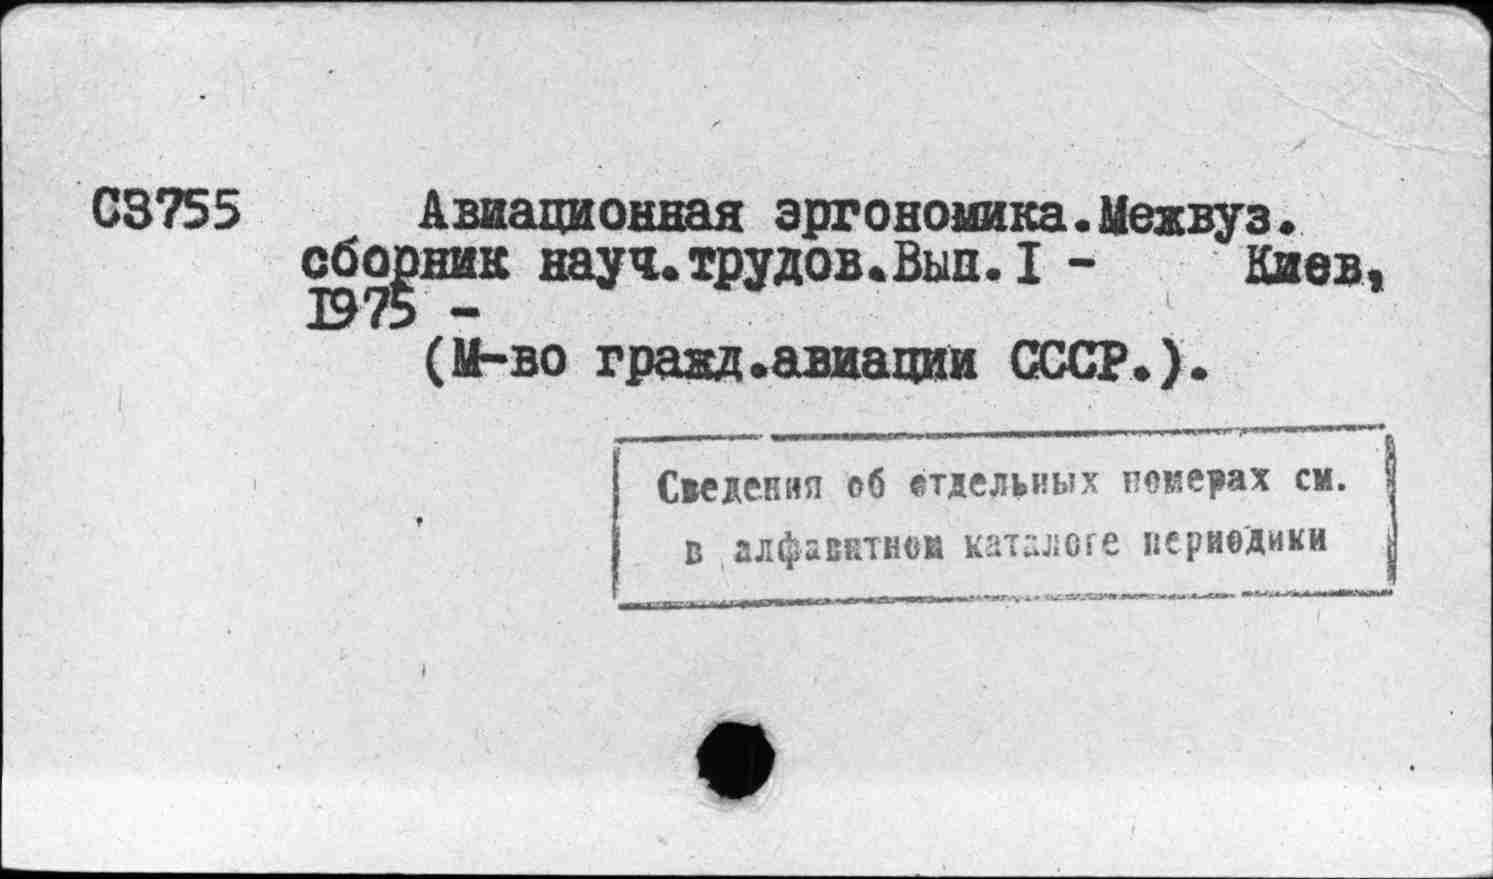 С3755 Авиационная эргономика.Межвуз.
сборник науч.трудов.Вып.I - Киев,
1975 -
(М-во гражд.авиации СССР.).
Сведения об отдельных номерах см.
в алфавитном каталоге периодики